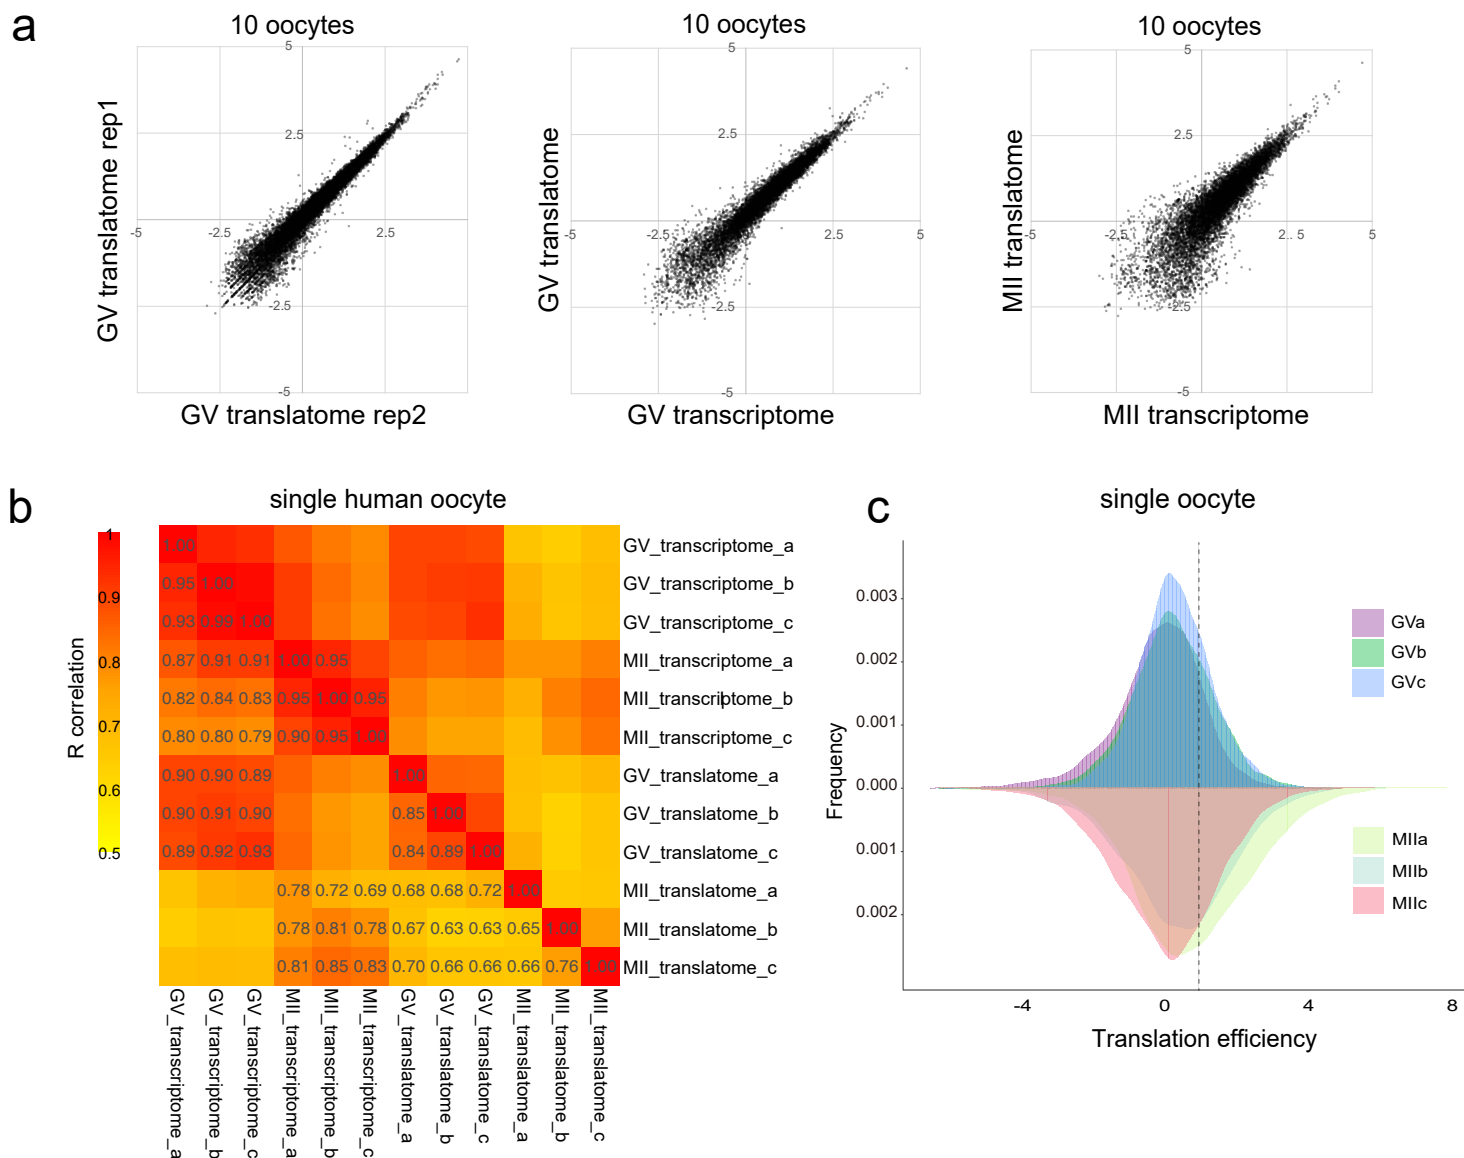 a
10 oocytes
10 oocytes
10 oocytes
GV translatome rep1
5
2.5
-5
-2.5
2.5
-2.5
-5
GV translatome rep2
GV translatome
5
2.5
-5
-2.5
2.5
5
-2.5
-5
GV transcriptome
MII translatome
5
2.5
-5
-2.5
2.5
5
-2.5
-5
MII transcriptome
b
single human oocyte
R correlation
1
0.9
0.8
0.7
0.6
0.5
1.00 GV_transcriptome_a
0.95 1.00 GV_transcriptome_b
0.93 0.99 1.00 GV_transcriptome_c
0.87 0.91 0.91 1.00 0.95 MII_transcriptome_a
0.82 0.84 0.83 0.95 1.00 0.95 MII_transcriptome_b
0.80 0.80 0.79 0.90 0.95 1.00 MII_transcriptome_c
0.90 0.90 0.89 1.00 GV_translatome_a
0.90 0.91 0.90 0.85 1.00 GV_translatome_b
0.89 0.92 0.93 0.84 0.89 1.00 GV_translatome_c
0.78 0.72 0.69 0.68 0.68 0.72 1.00 MII_translatome_a
0.78 0.81 0.78 0.67 0.63 0.63 0.65 1.00 MII_translatome_b
0.81 0.85 0.83 0.70 0.66 0.66 0.66 0.76 1.00 MII_translatome_c
GV_transcriptome_a
GV_transcriptome_b
GV_transcriptome_c
MII_transcriptome_a
MII_transcriptome_b
MII_transcriptome_c
GV_translatome_a
GV_translatome_b
GV_translatome_c
MII_translatome_a
MII_translatome_b
MII_translatome_c
c
single oocyte
Frequency
0.003
0.002
0.001
0.000
0.001
0.002
GVa
GVb
GVc
MIIa
MIIb
MIIc
-4
0
4
8
Translation efficiency